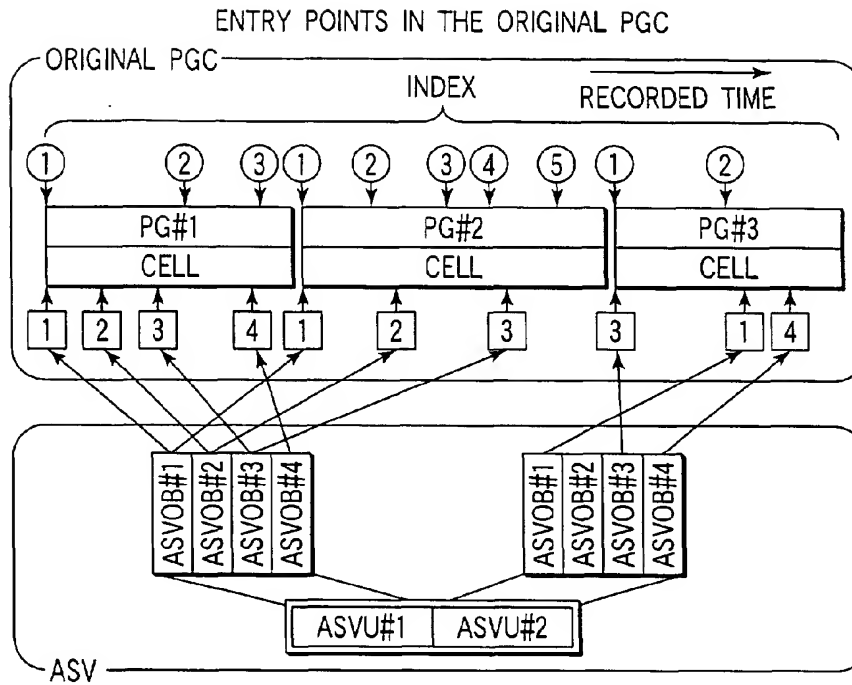 ENTRY POINTS IN THE ORIGINAL PGC
ORIGINAL PGC
INDEX
RECORDED TIME
1 2 3 1 2 3 4 5 1 2
PG#1 PG#2 PG#3
CELL CELL CELL
1 2 3 4 1 2 3 3 1 4
ASVOB#1 ASVOB#2 ASVOB#3 ASVOB#4 ASVOB#1 ASVOB#2 ASVOB#3 ASVOB#4
ASVU#1 ASVU#2
ASV